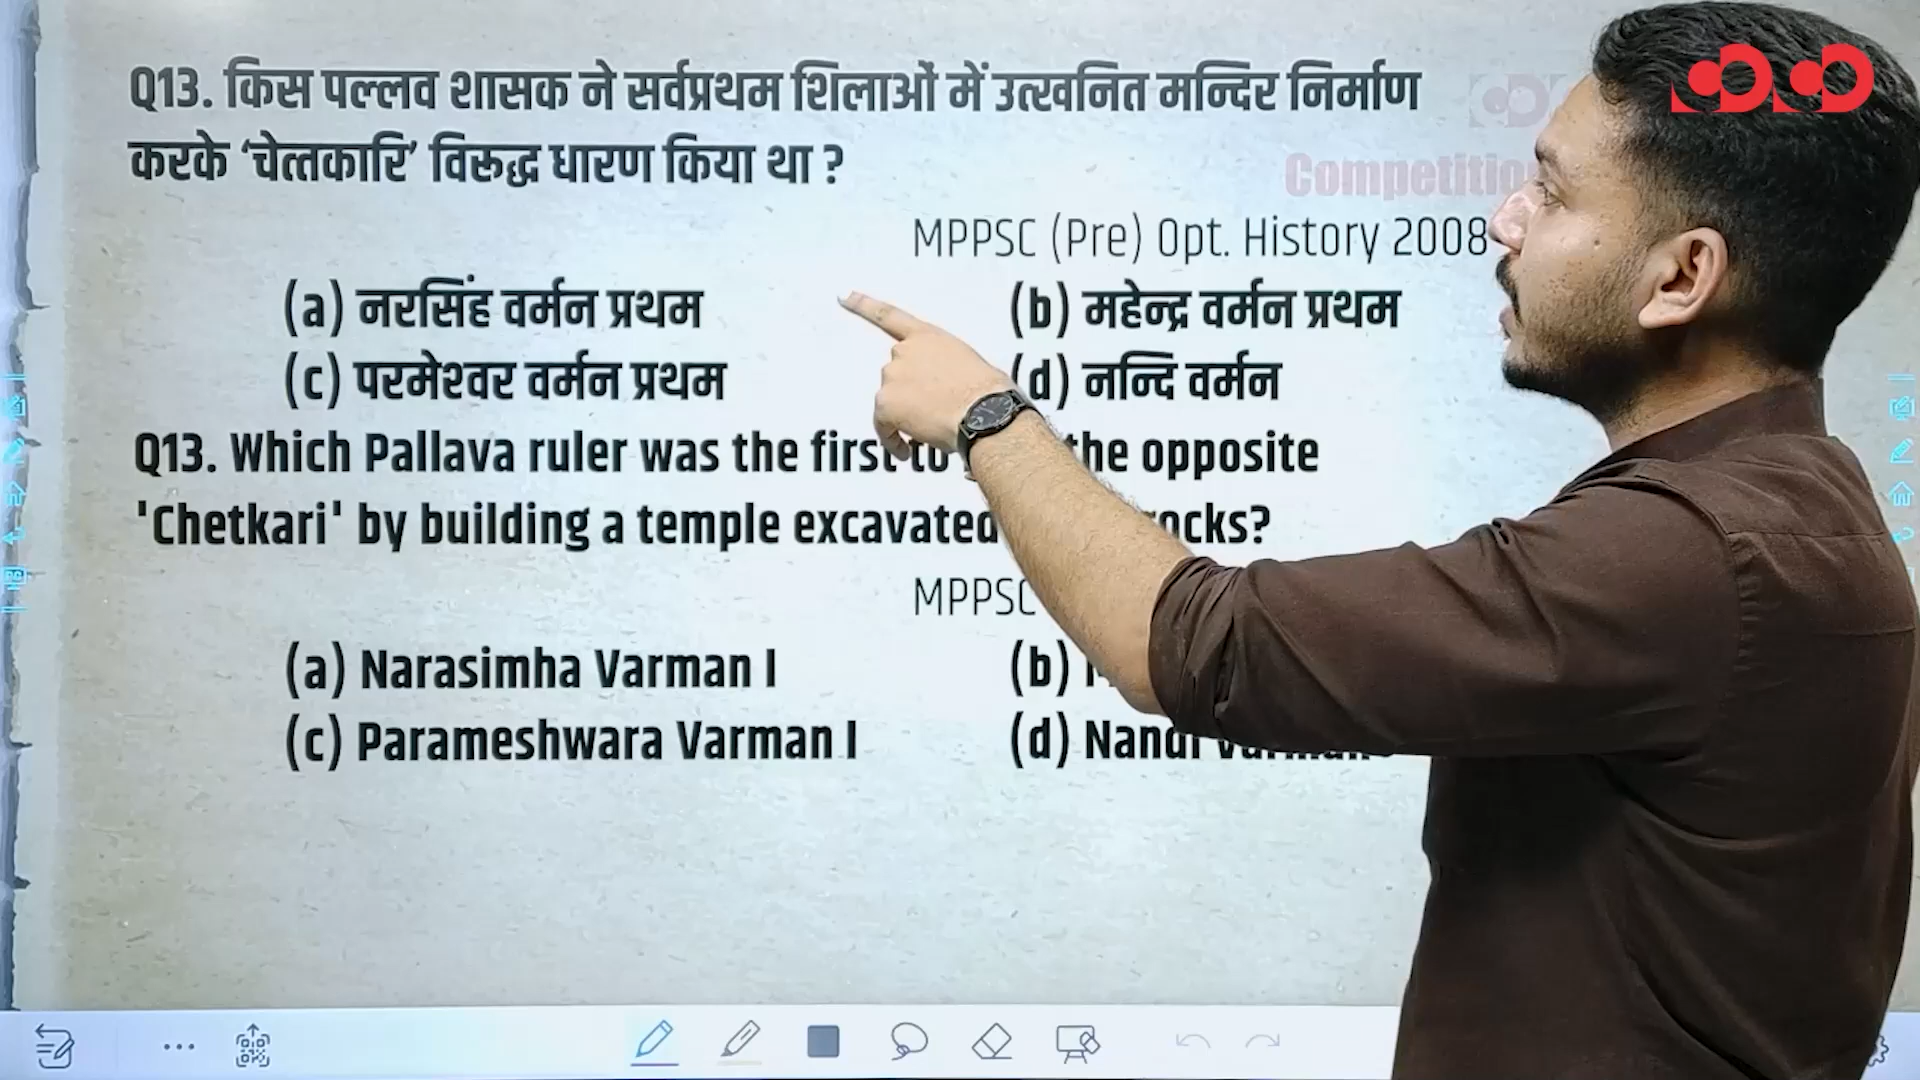 Q13. किस पल्लव शासक ने सर्वप्रथम शिलाओं में उत्खनित मन्दिर निर्माण
करके ‘चेत्तकारि’ विरुद्ध धारण किया था ?
Competitio
MPPSC (Pre) Opt. History 2008
(a) नरसिंह वर्मन प्रथम (b) महेन्द्र वर्मन प्रथम
(c) परमेश्वर वर्मन प्रथम (d) नन्दि वर्मन
Q13. Which Pallava ruler was the first to the opposite
'Chetkari' by building a temple excavated rocks?
MPPSC
(a) Narasimha Varman I (b)
(c) Parameshwara Varman I (d) Nandi Varman